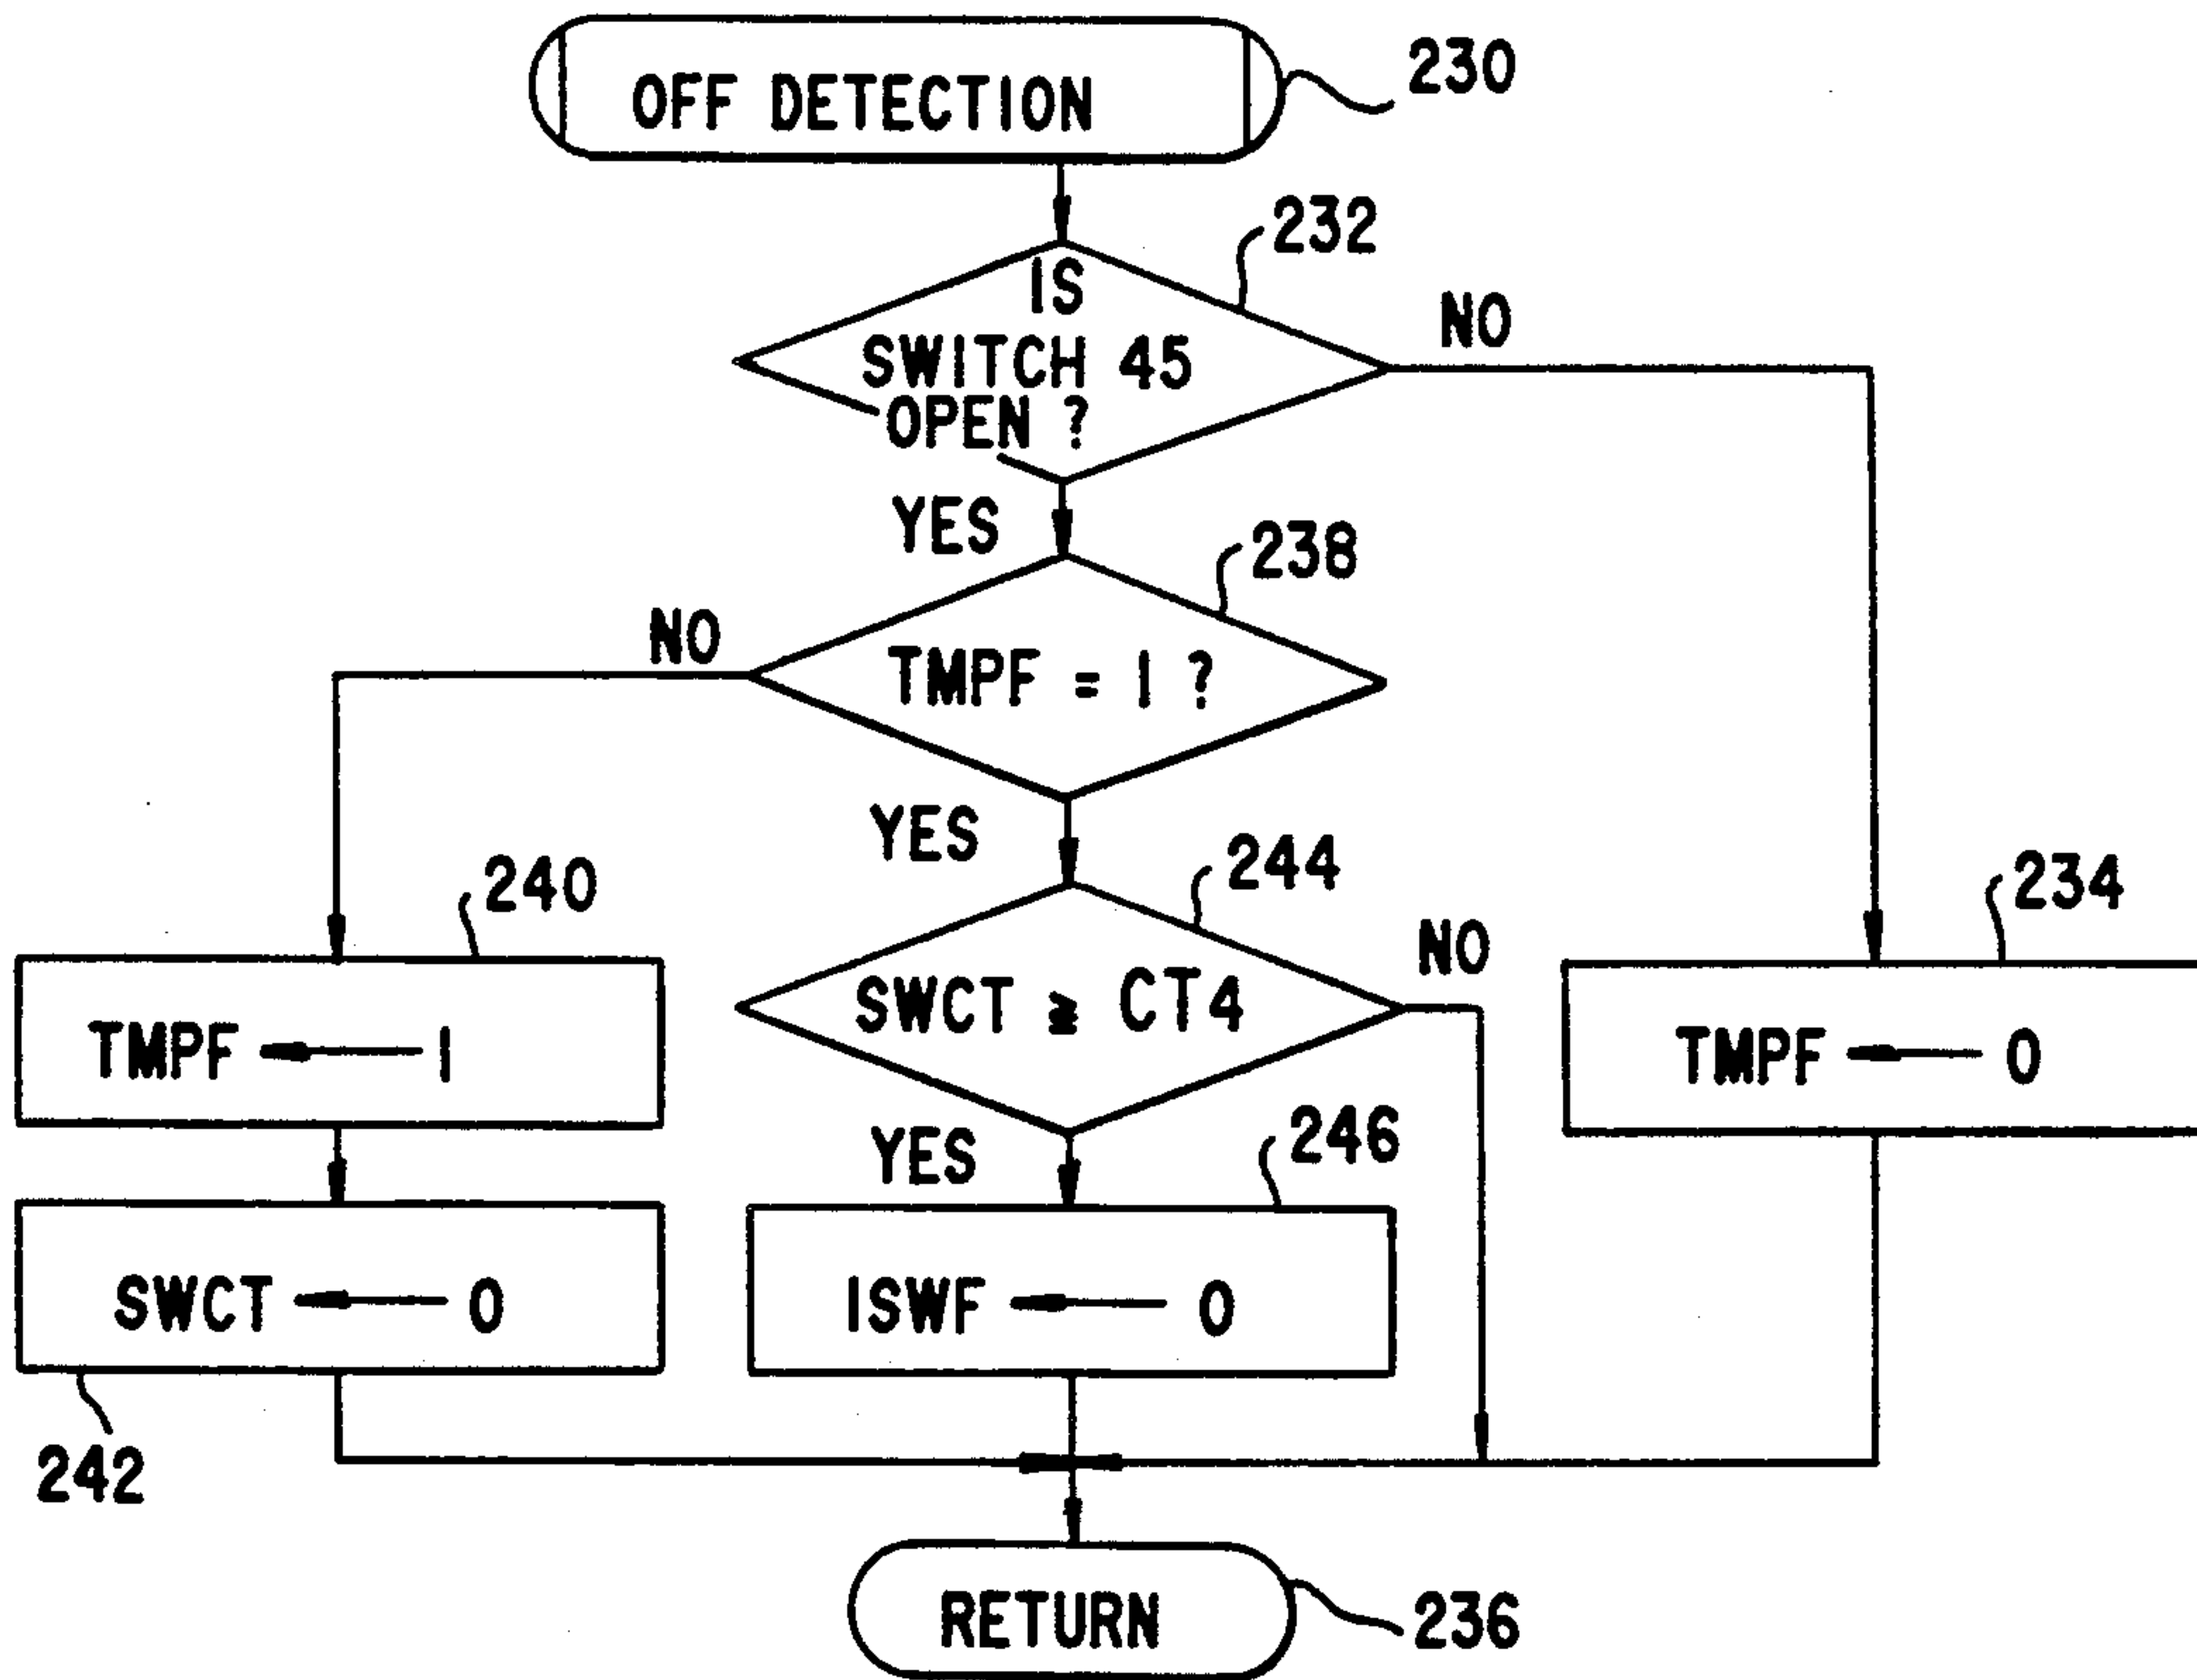 OFF DETECTION
230
232
IS
SWITCH 45
OPEN ?
NO
YES
238
NO
TMPF = 1 ?
YES
244
240
234
NO
SWCT ≧ CT4
TMPF ← 1
TMPF ← 0
YES
246
SWCT ← 0
ISWF ← 0
242
RETURN
236